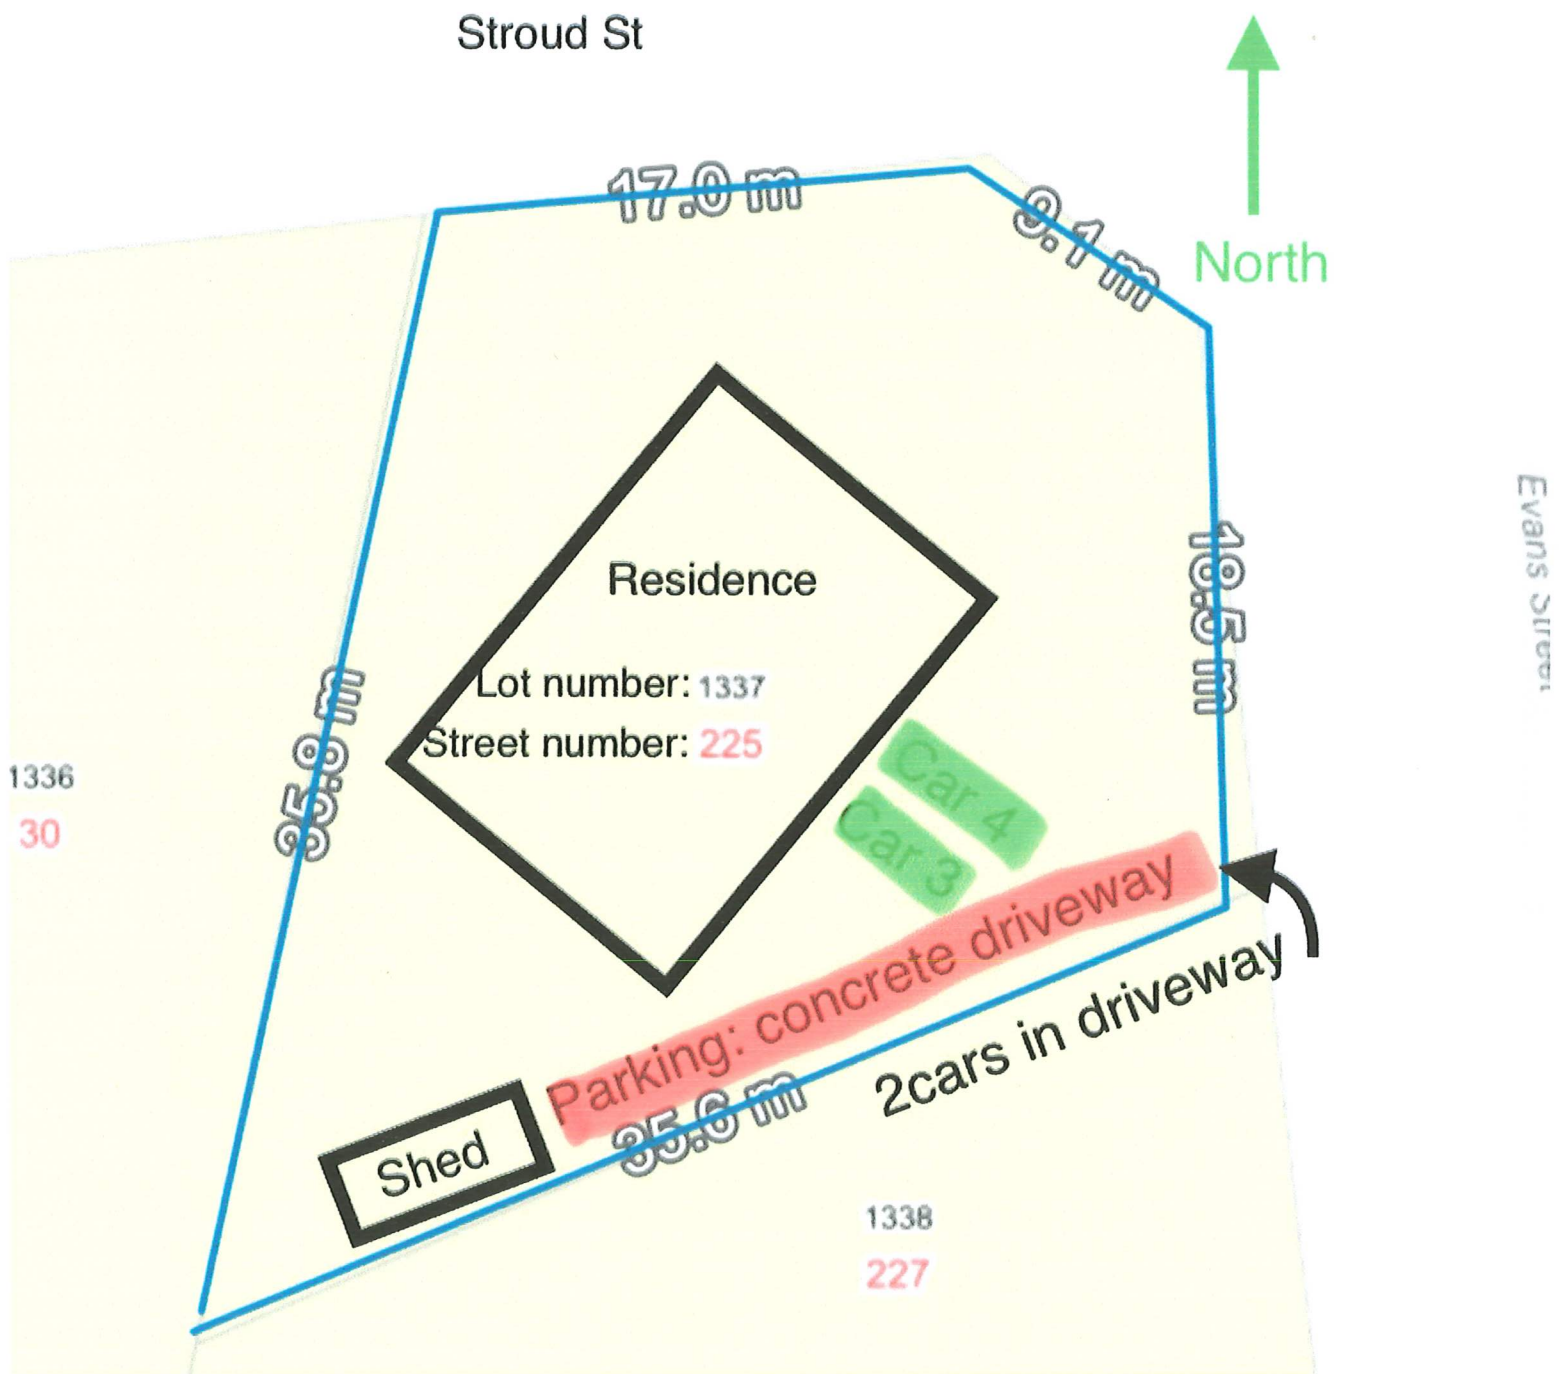 Stroud St
17.0 m
9.1 m
North
Evans Street
18.5 m
Residence
Lot number: 1337
Street number: 225
35.8 m
1336
30
Car 4
Car 3
Parking: concrete driveway
2cars in driveway
35.6 m
Shed
1338
227